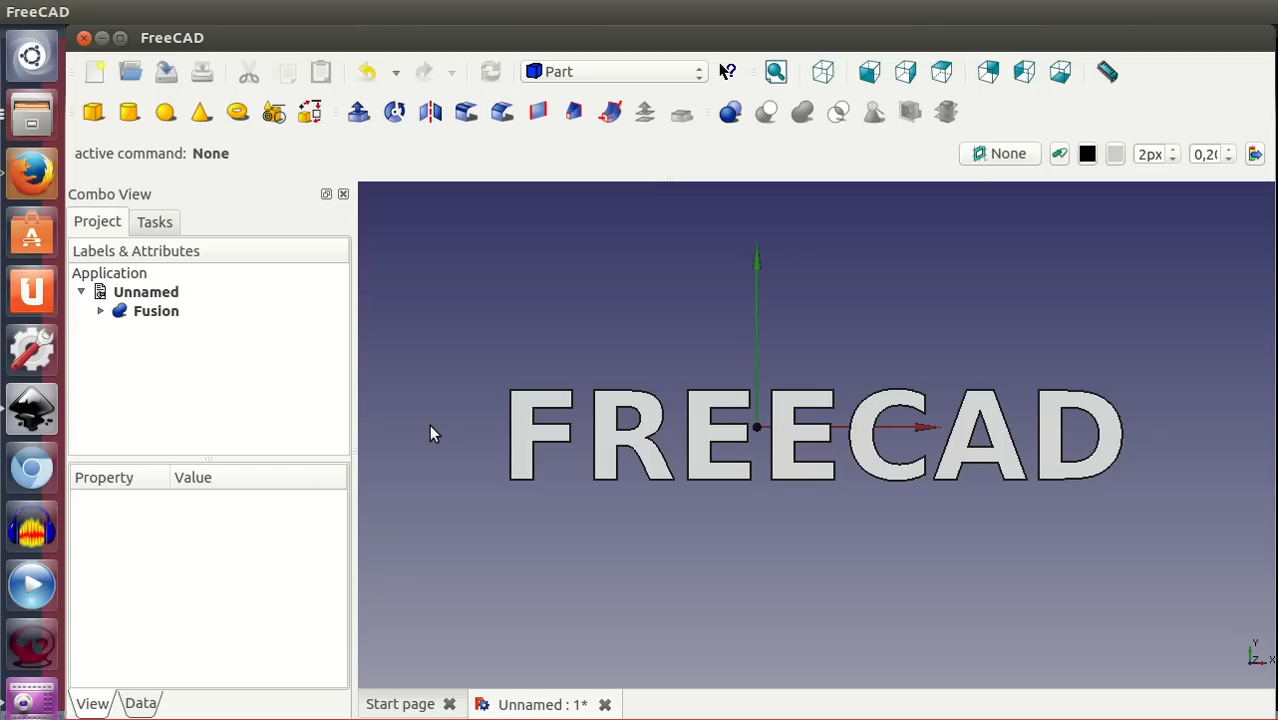 FreeCAD
FreeCAD
Part
active command: None
None
2px
0,20
Combo View
Project
Tasks
Labels & Attributes
Application
Unnamed
Fusion
FREECAD
Property
Value
Y
Z
X
View
Data
Start page
Unnamed : 1*